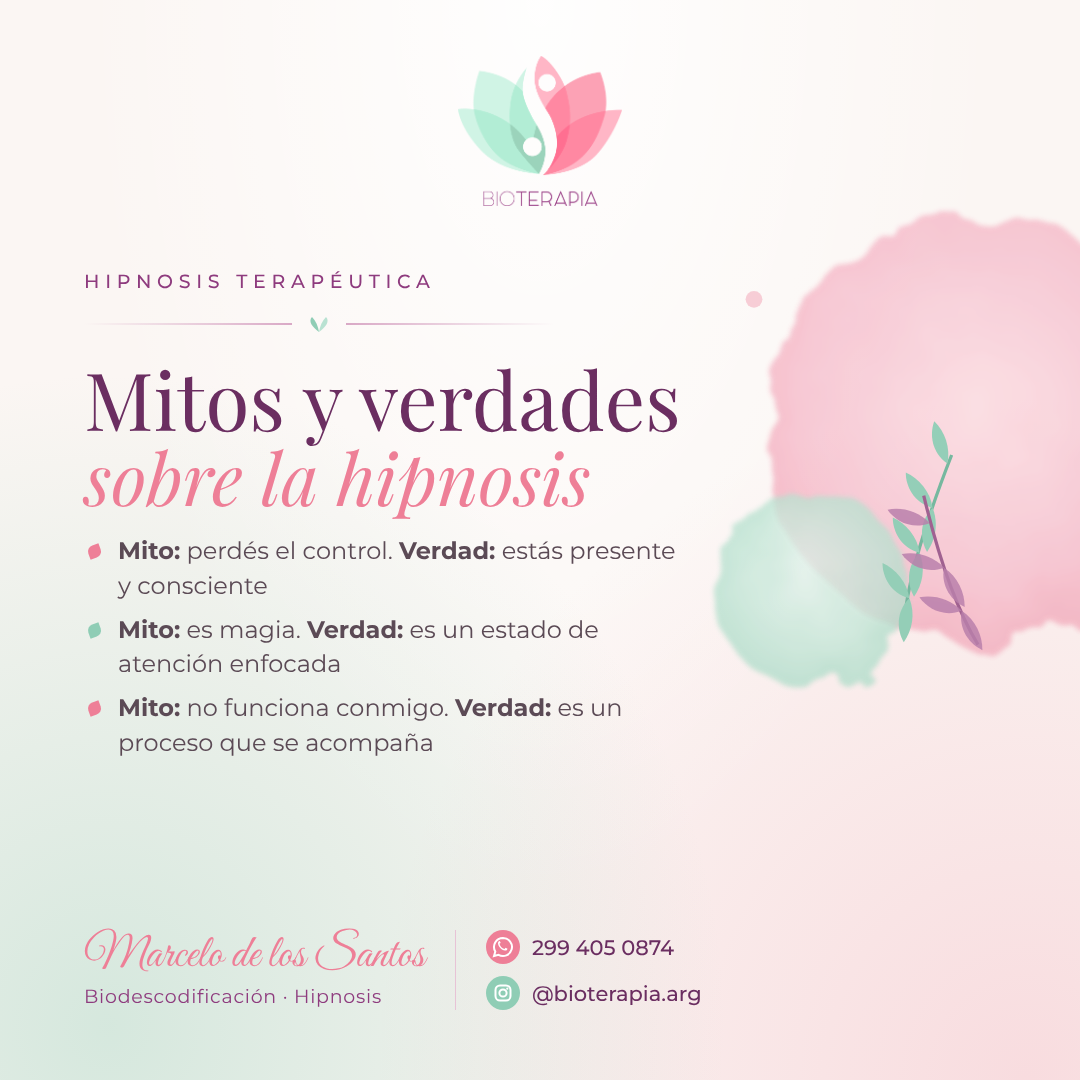 BIOTERAPIA
HIPNOSIS TERAPÉUTICA
Mitos y verdades
sobre la hipnosis
Mito: perdés el control. Verdad: estás presente
y consciente
Mito: es magia. Verdad: es un estado de
atención enfocada
Mito: no funciona conmigo. Verdad: es un
proceso que se acompaña
Marcelo de los Santos
Biodescodificación · Hipnosis
299 405 0874
@bioterapia.arg